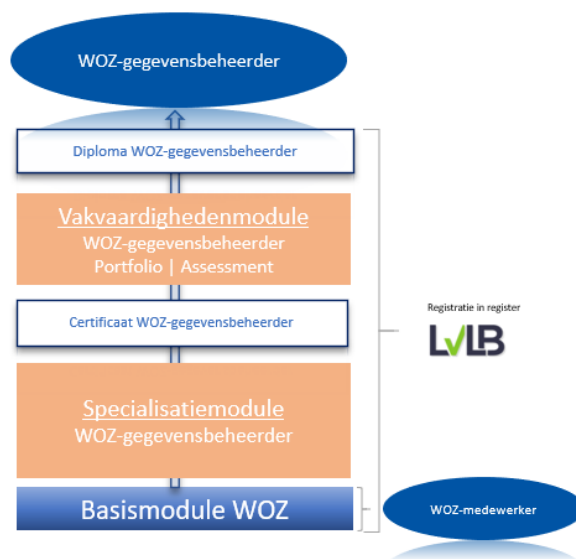 WOZ-gegevensbeheerder
Diploma WOZ-gegevensbeheerder
Vakvaardighedenmodule
WOZ-gegevensbeheerder
Portfolio | Assessment
Certificaat WOZ-gegevensbeheerder
Registratie in register
LVLB
Specialisatiemodule
WOZ-gegevensbeheerder
Basismodule WOZ
WOZ-medewerker